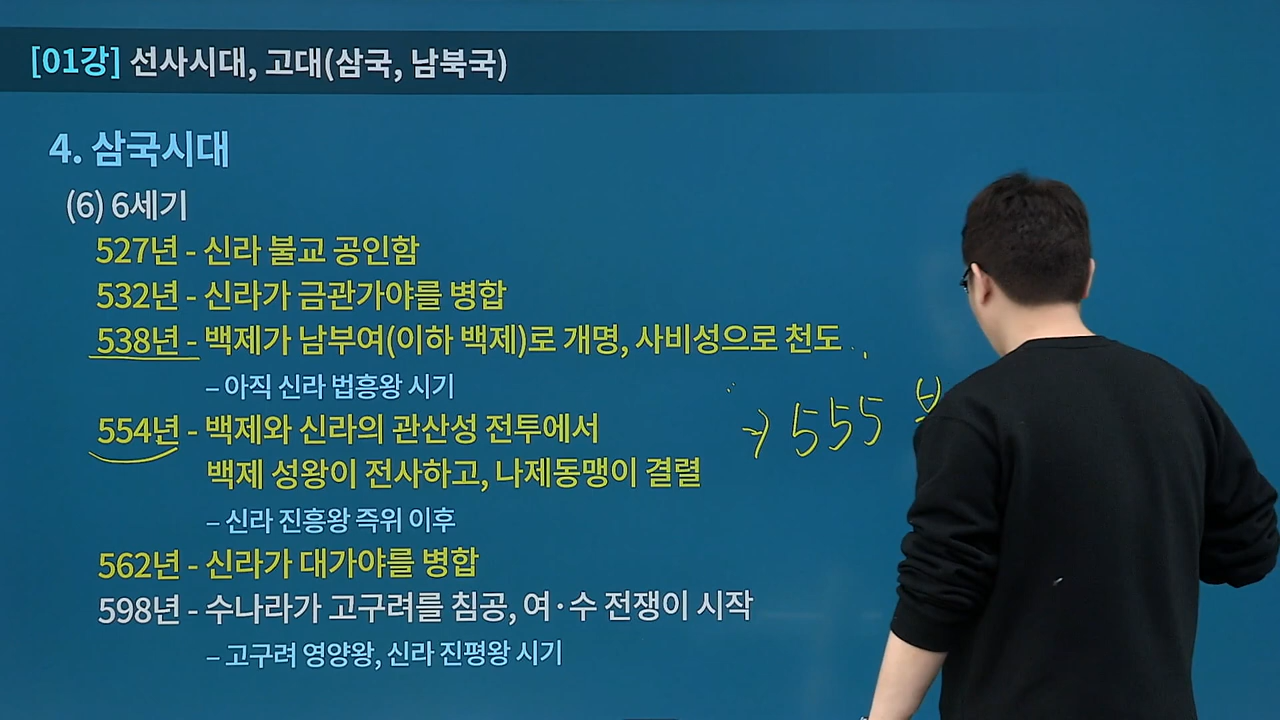 [01강] 선사시대, 고대(삼국, 남북국)
4. 삼국시대
(6) 6세기
527년 - 신라 불교 공인함
532년 - 신라가 금관가야를 병합
538년 - 백제가 남부여(이하 백제)로 개명, 사비성으로 천도
– 아직 신라 법흥왕 시기
554년 - 백제와 신라의 관산성 전투에서
백제 성왕이 전사하고, 나제동맹이 결렬
→ 555
– 신라 진흥왕 즉위 이후
562년 - 신라가 대가야를 병합
598년 - 수나라가 고구려를 침공, 여·수 전쟁이 시작
– 고구려 영양왕, 신라 진평왕 시기